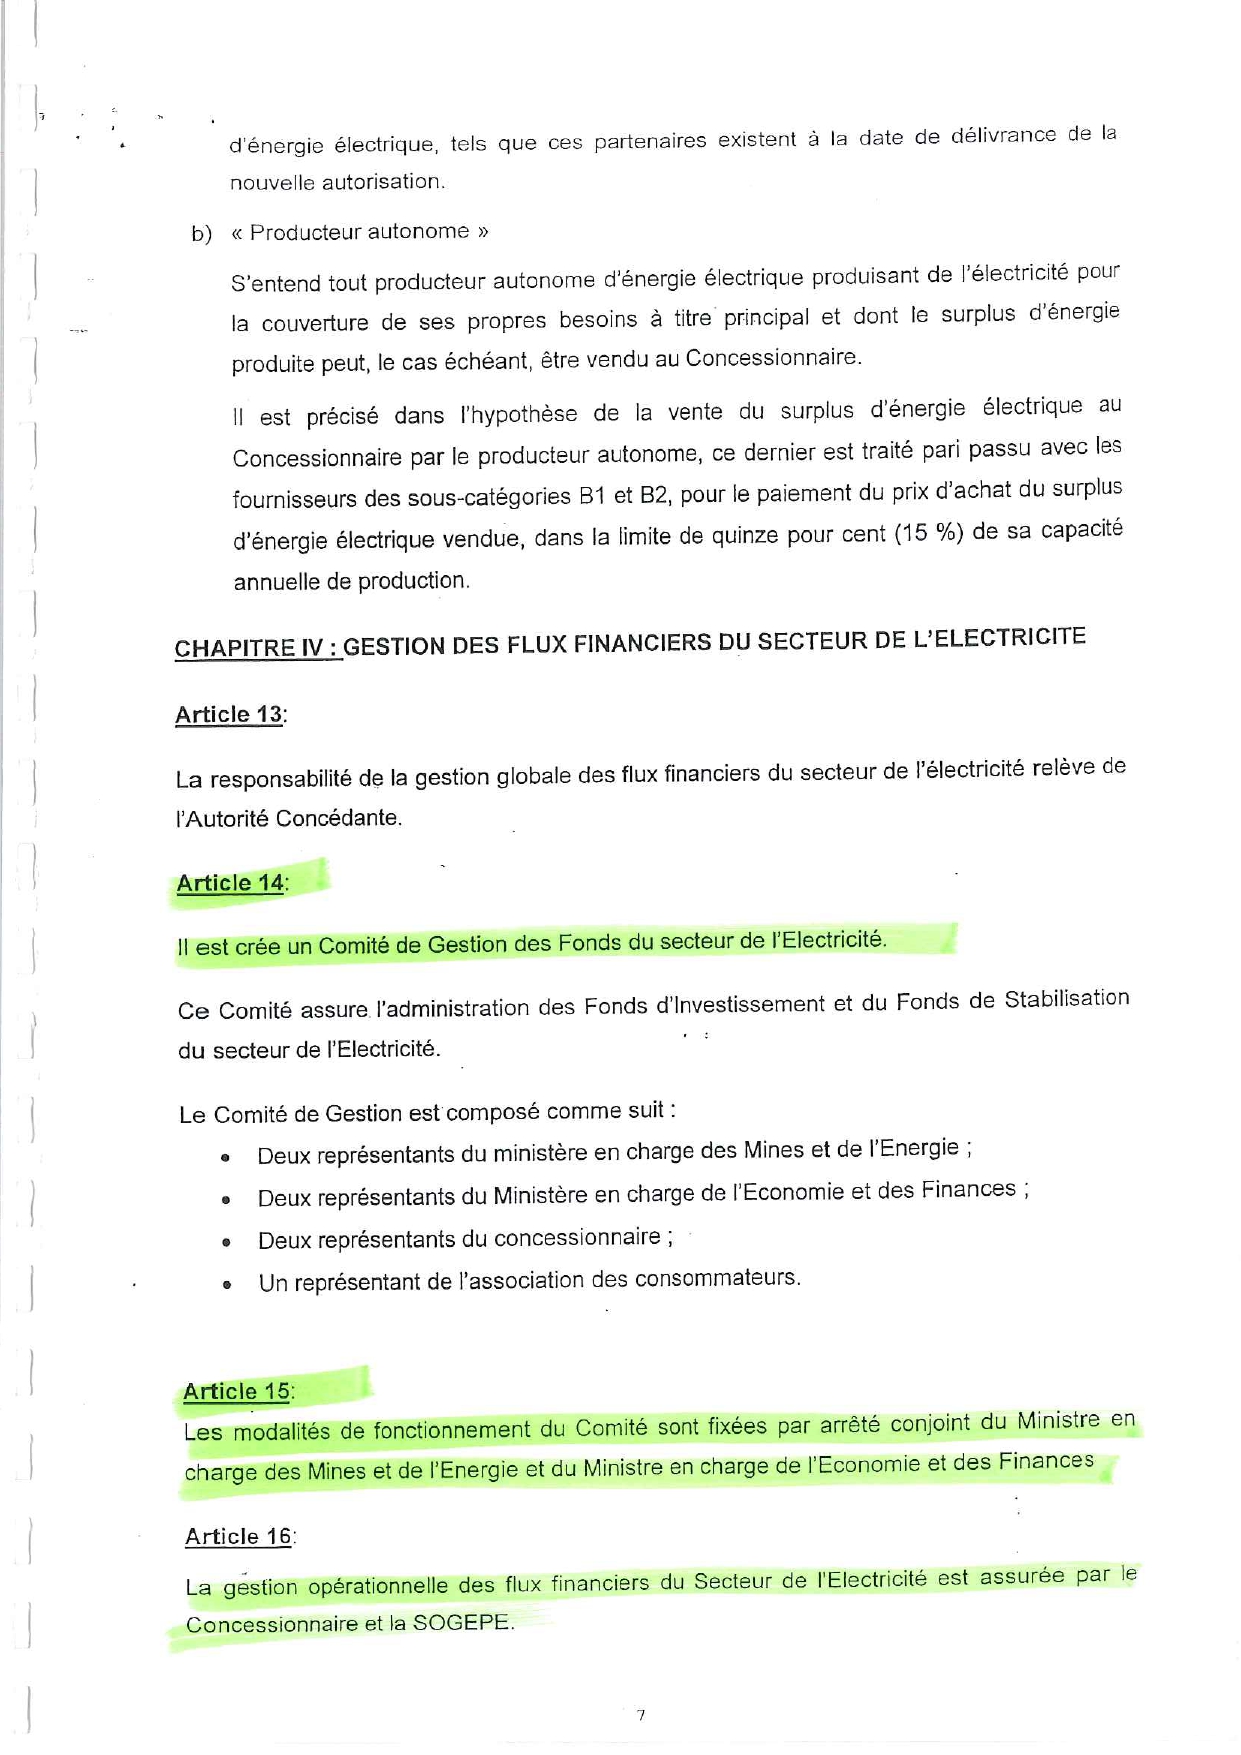 d'énergie électrique, tels que ces partenaires existent à la date de délivrance de la
nouvelle autorisation.
b) « Producteur autonome »
S'entend tout producteur autonome d'énergie électrique produisant de l'électricité pour
la couverture de ses propres besoins à titre principal et dont le surplus d'énergie
produite peut, le cas échéant, être vendu au Concessionnaire.
Il est précisé dans l'hypothèse de la vente du surplus d'énergie électrique au
Concessionnaire par le producteur autonome, ce dernier est traité pari passu avec les
fournisseurs des sous-catégories B1 et B2, pour le paiement du prix d'achat du surplus
d'énergie électrique vendue, dans la limite de quinze pour cent (15 %) de sa capacité
annuelle de production.
CHAPITRE IV : GESTION DES FLUX FINANCIERS DU SECTEUR DE L'ELECTRICITE
Article 13:
La responsabilité de la gestion globale des flux financiers du secteur de l'électricité relève de
l'Autorité Concédante.
Article 14:
Il est crée un Comité de Gestion des Fonds du secteur de l'Electricité.
Ce Comité assure l'administration des Fonds d'Investissement et du Fonds de Stabilisation
du secteur de l'Electricité.
Le Comité de Gestion est composé comme suit :
• Deux représentants du ministère en charge des Mines et de l'Energie ;
• Deux représentants du Ministère en charge de l'Economie et des Finances ;
• Deux représentants du concessionnaire ;
• Un représentant de l'association des consommateurs.
Article 15:
Les modalités de fonctionnement du Comité sont fixées par arrêté conjoint du Ministre en
charge des Mines et de l'Energie et du Ministre en charge de l'Economie et des Finances
Article 16:
La gestion opérationnelle des flux financiers du Secteur de l'Electricité est assurée par le
Concessionnaire et la SOGEPE.
7